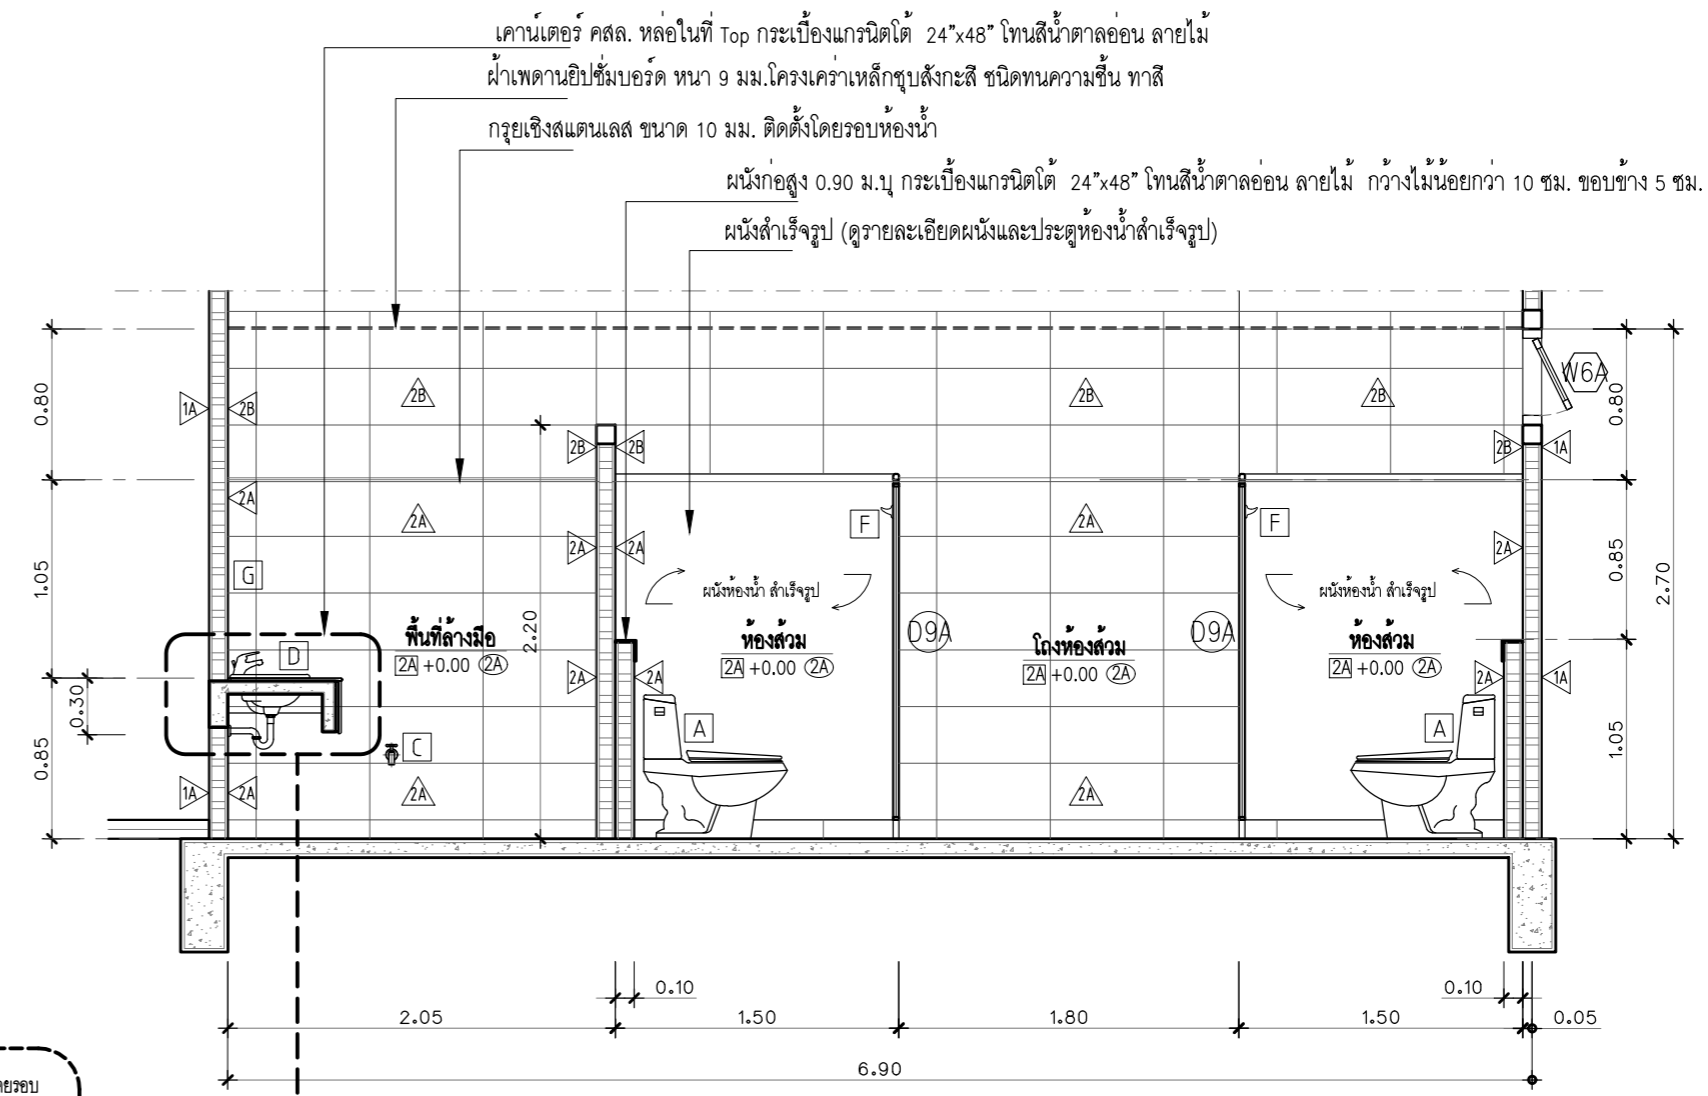 เคาน์เตอร์ คสล. หล่อในที่ Top กระเบื้องแกรนิตโต้ 24"x48" โทนสีน้ำตาลอ่อน ลายไม้
ฝ้าเพดานยิปซั่มบอร์ด หนา 9 มม.โครงเคร่าเหล็กชุบสังกะสี ชนิดทนความชื้น ทาสี
กรุยเชิงสแตนเลส ขนาด 10 มม. ติดตั้งโดยรอบห้องน้ำ
ผนังก่อสูง 0.90 ม.บุ กระเบื้องแกรนิตโต้ 24"x48" โทนสีน้ำตาลอ่อน ลายไม้ กว้างไม่น้อยกว่า 10 ซม. ขอบข้าง 5 ซม.
ผนังสำเร็จรูป (ดูรายละเอียดผนังและประตูห้องน้ำสำเร็จรูป)
0.80 W6A 0.80
1A 2B 2B 2B 2B
2B 2B 2B 1A
2A 2A 2A
F F
2A 2A 2A
1.05 G 0.85 2.70
ผนังห้องน้ำ สำเร็จรูป ผนังห้องน้ำ สำเร็จรูป
2.20
D พื้นที่ล้างมือ ห้องส้วม D9A D9A โถงห้องส้วม ห้องส้วม
2A +0.00 2A 2A +0.00 2A 2A +0.00 2A 2A +0.00 2A
2A 2A 2A 1A
0.30 0.85
A A
C 1.05
1A 2A 2A 2A
0.10 0.10
2.05 1.50 1.80 1.50 0.05
6.90
ยรอบ